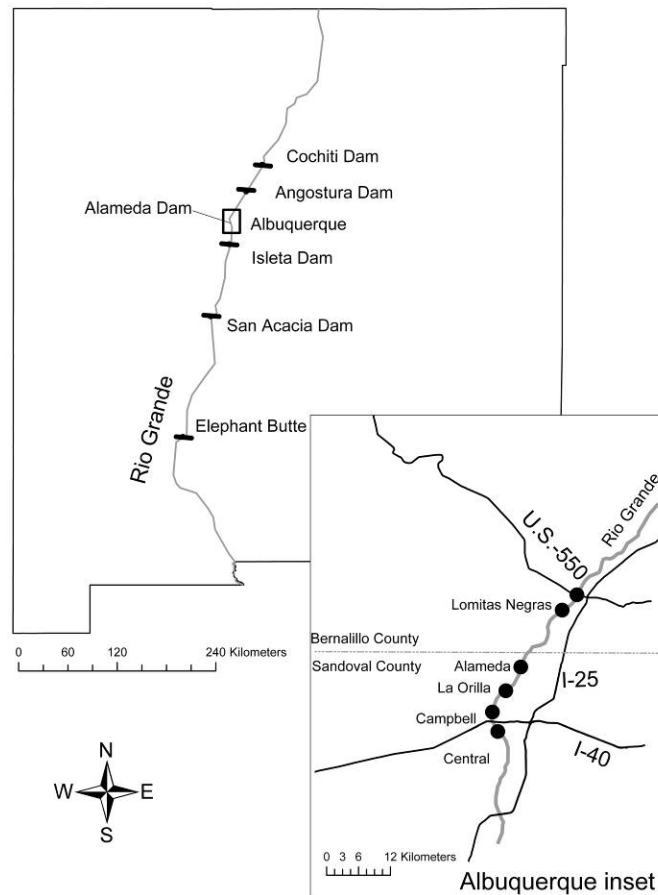 Cochiti Dam
Angostura Dam
Alameda Dam
Albuquerque
Isleta Dam
San Acacia Dam
Rio Grande
Elephant Butte
0 60 120 240 Kilometers
N
W E
S
U.S.-550
Rio Grande
Lomitas Negras
Bernalillo County
Sandoval County
Alameda
La Orilla
I-25
Campbell
Central
I-40
0 3 6 12 Kilometers
Albuquerque inset